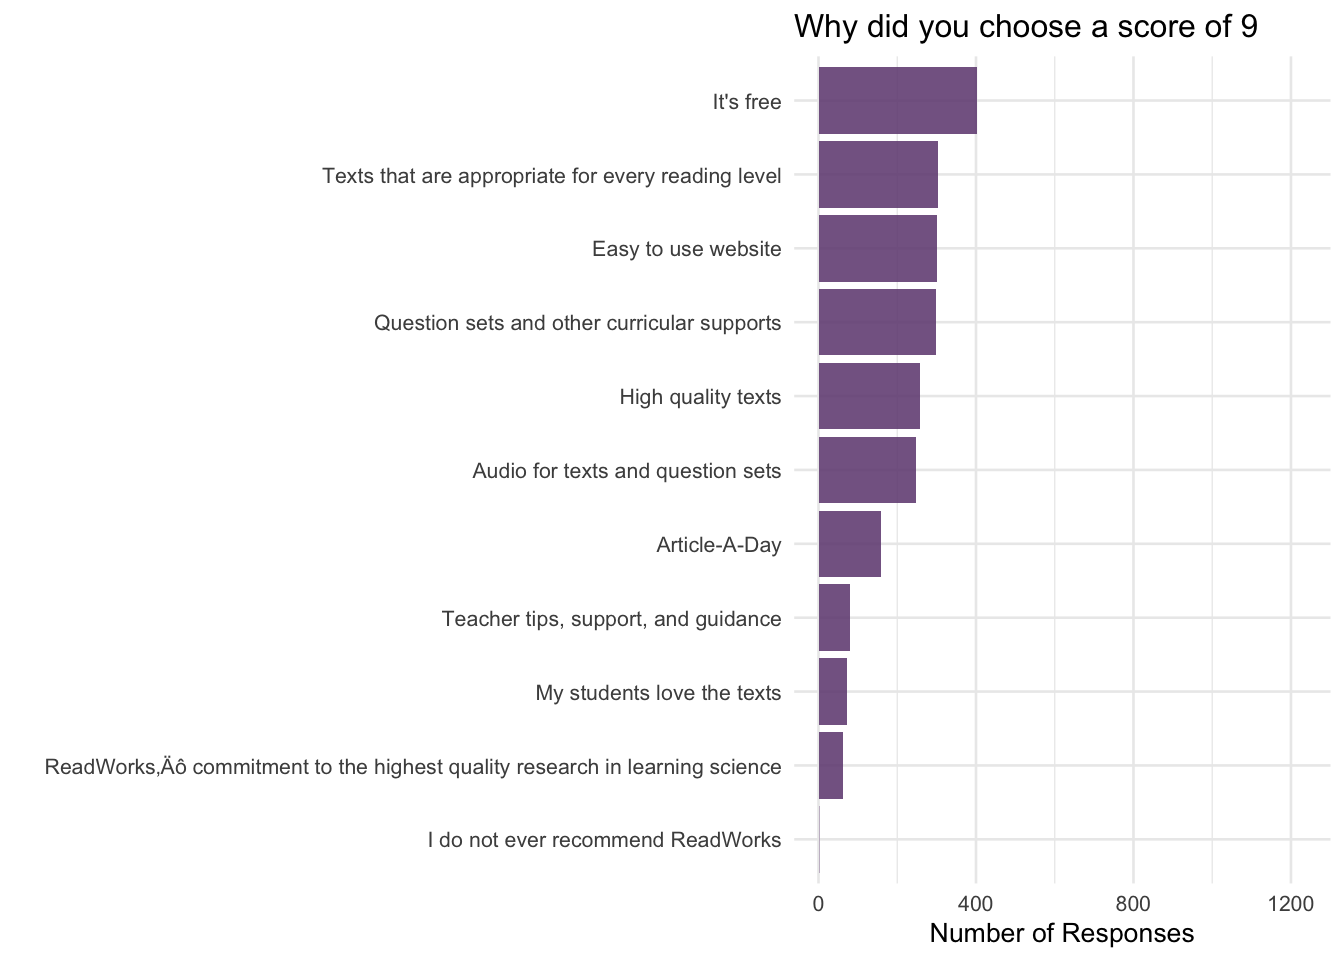 Why did you choose a score of 9
It's free
Texts that are appropriate for every reading level
Easy to use website
Question sets and other curricular supports
High quality texts
Audio for texts and question sets
Article-A-Day
Teacher tips, support, and guidance
My students love the texts
ReadWorks‚Äô commitment to the highest quality research in learning science
I do not ever recommend ReadWorks
0 400 800 1200
Number of Responses